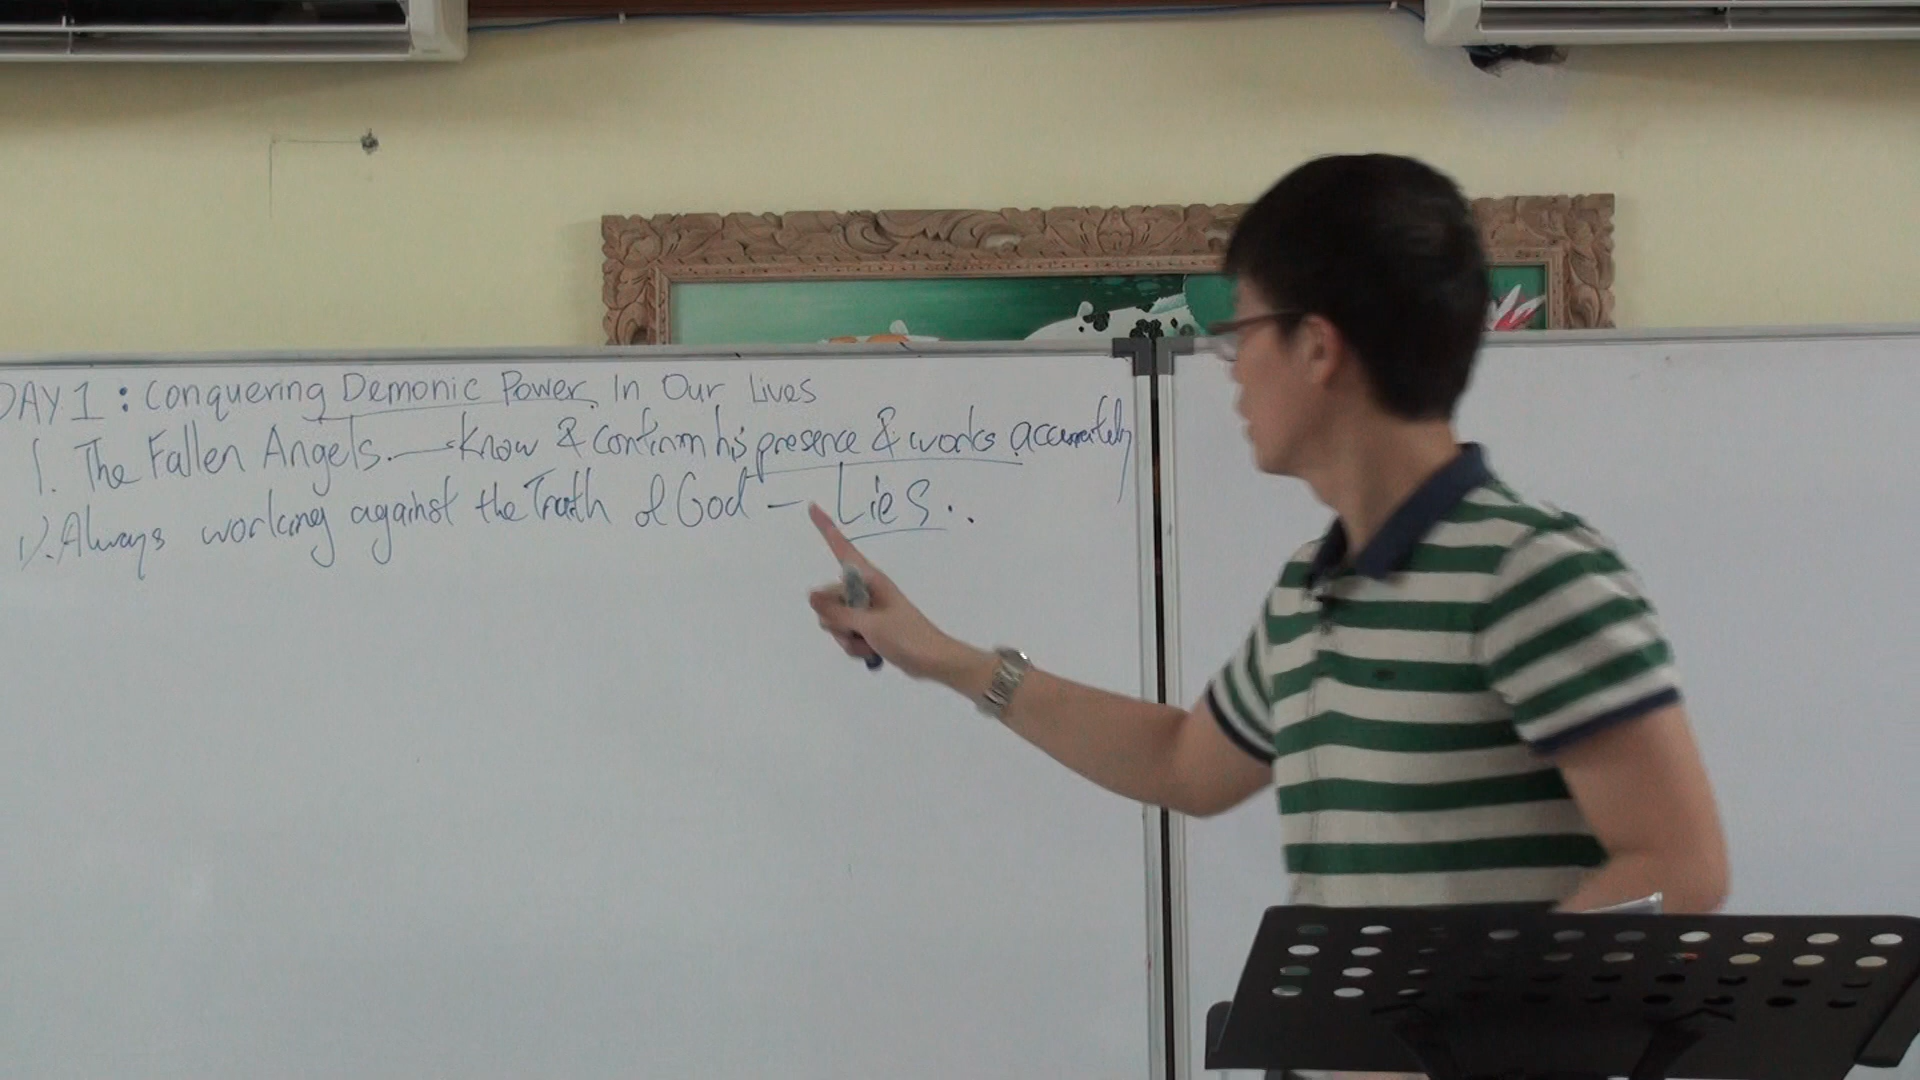 DAY 1 : Conquering Demonic Power In Our Lives
1. The Fallen Angels. — Know & Confirm his presence & works accurately
1). Always working against the Truth of God — Lies..